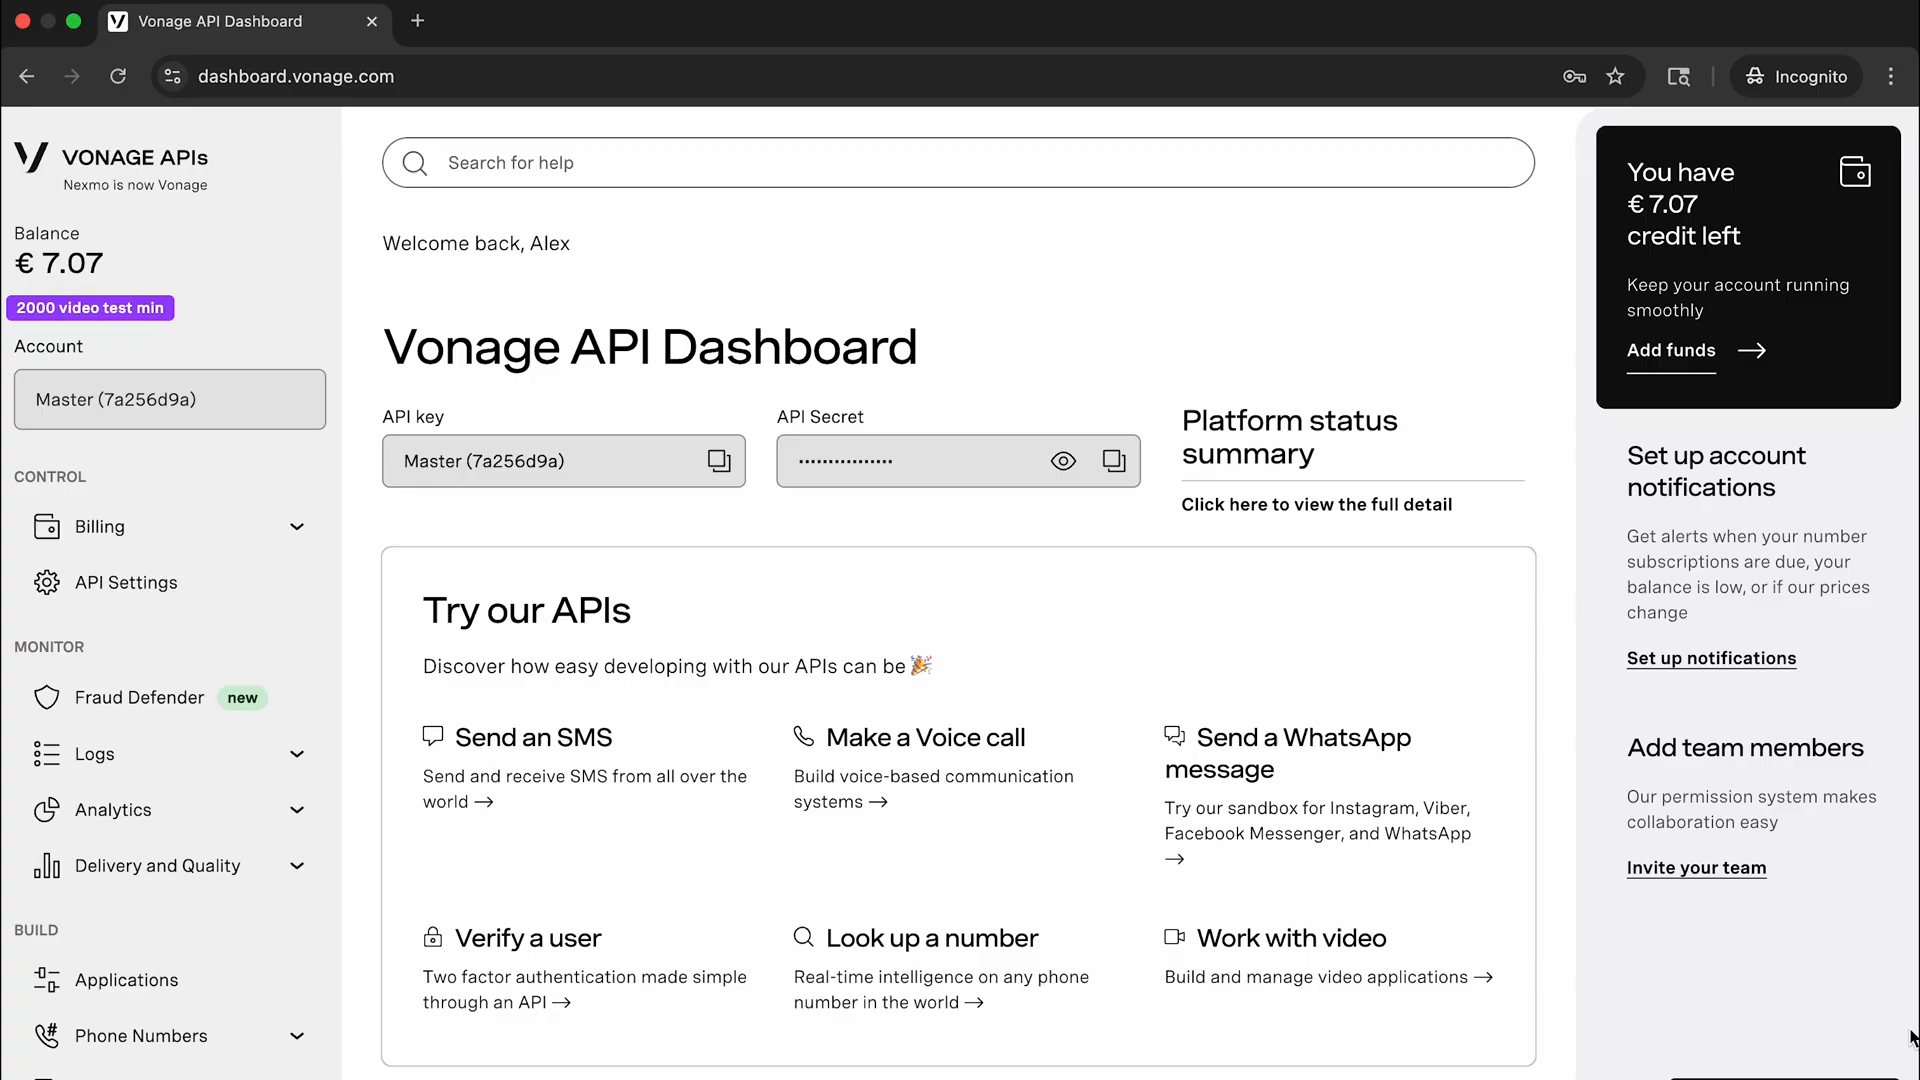 Vonage API Dashboard
dashboard.vonage.com
Incognito
VONAGE APIs
Nexmo is now Vonage
Balance
€ 7.07
2000 video test min
Account
Master (7a256d9a)
CONTROL
Billing
API Settings
MONITOR
Fraud Defender new
Logs
Analytics
Delivery and Quality
BUILD
Applications
Phone Numbers
Search for help
Welcome back, Alex
Vonage API Dashboard
API key
Master (7a256d9a)
API Secret
••••••••••••••••
Platform status
summary
Click here to view the full detail
Try our APIs
Discover how easy developing with our APIs can be 🎉
Send an SMS
Send and receive SMS from all over the
world →
Make a Voice call
Build voice-based communication
systems →
Send a WhatsApp
message
Try our sandbox for Instagram, Viber,
Facebook Messenger, and WhatsApp
→
Verify a user
Two factor authentication made simple
through an API →
Look up a number
Real-time intelligence on any phone
number in the world →
Work with video
Build and manage video applications →
You have
€ 7.07
credit left
Keep your account running
smoothly
Add funds →
Set up account
notifications
Get alerts when your number
subscriptions are due, your
balance is low, or if our prices
change
Set up notifications
Add team members
Our permission system makes
collaboration easy
Invite your team